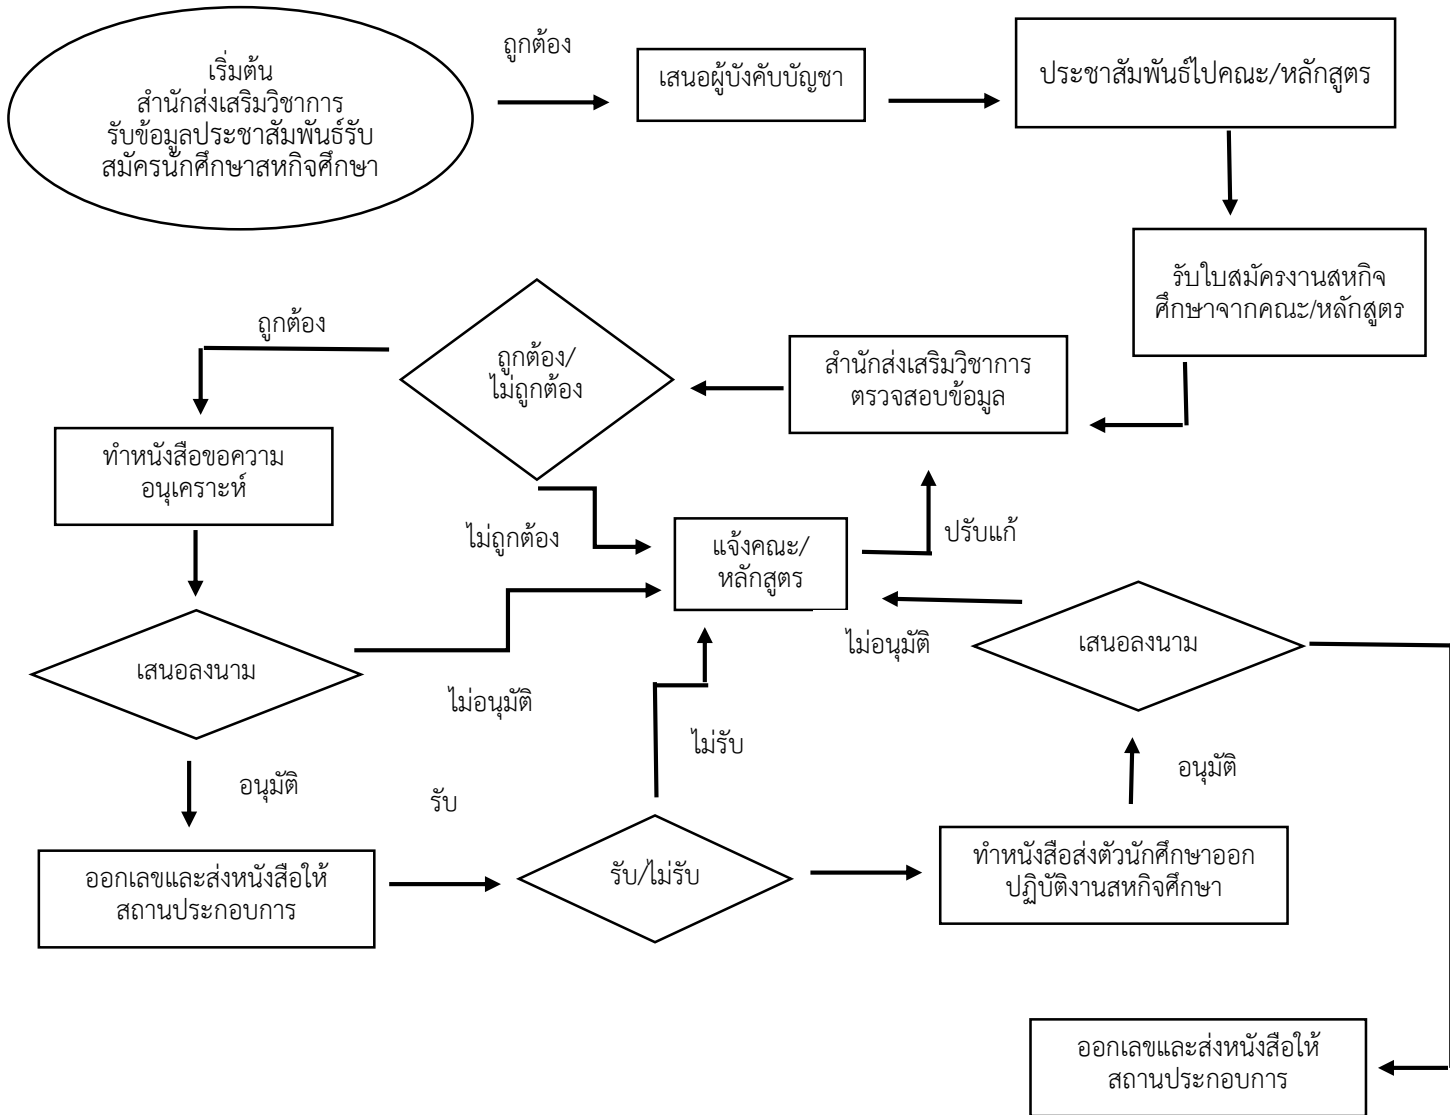 เริ่มต้น
สำนักส่งเสริมวิชาการ
รับข้อมูลประชาสัมพันธ์รับ
สมัครนักศึกษาสหกิจศึกษา
ถูกต้อง
เสนอผู้บังคับบัญชา
ประชาสัมพันธ์ไปคณะ/หลักสูตร
รับใบสมัครงานสหกิจ
ศึกษาจากคณะ/หลักสูตร
สำนักส่งเสริมวิชาการ
ตรวจสอบข้อมูล
ถูกต้อง/
ไม่ถูกต้อง
ถูกต้อง
ทำหนังสือขอความ
อนุเคราะห์
ไม่ถูกต้อง
แจ้งคณะ/
หลักสูตร
ปรับแก้
เสนอลงนาม
ไม่อนุมัติ
ไม่อนุมัติ
เสนอลงนาม
อนุมัติ
รับ
ไม่รับ
อนุมัติ
ออกเลขและส่งหนังสือให้
สถานประกอบการ
รับ/ไม่รับ
ทำหนังสือส่งตัวนักศึกษาออก
ปฏิบัติงานสหกิจศึกษา
ออกเลขและส่งหนังสือให้
สถานประกอบการ